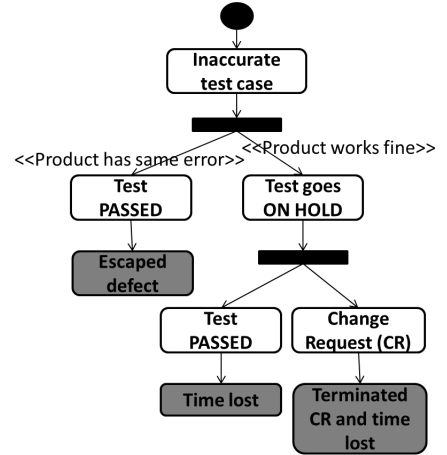 Inaccurate
test case
<<Product has same error>>
<<Product works fine>>
Test
PASSED
Test goes
ON HOLD
Escaped
defect
Test
PASSED
Change
Request (CR)
Time lost
Terminated
CR and time
lost